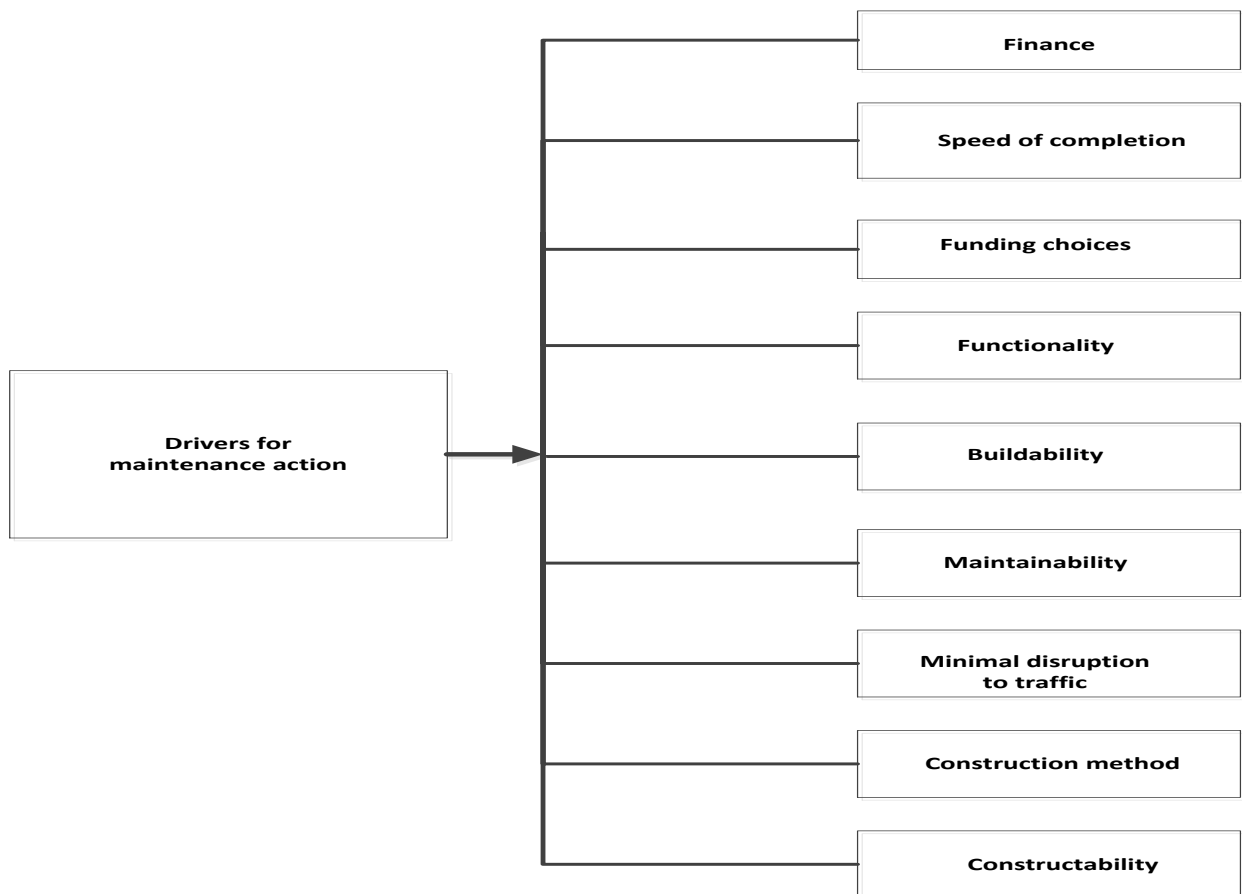 Finance
Speed of completion
Funding choices
Functionality
Drivers for
maintenance action
Buildability
Maintainability
Minimal disruption
to traffic
Construction method
Constructability